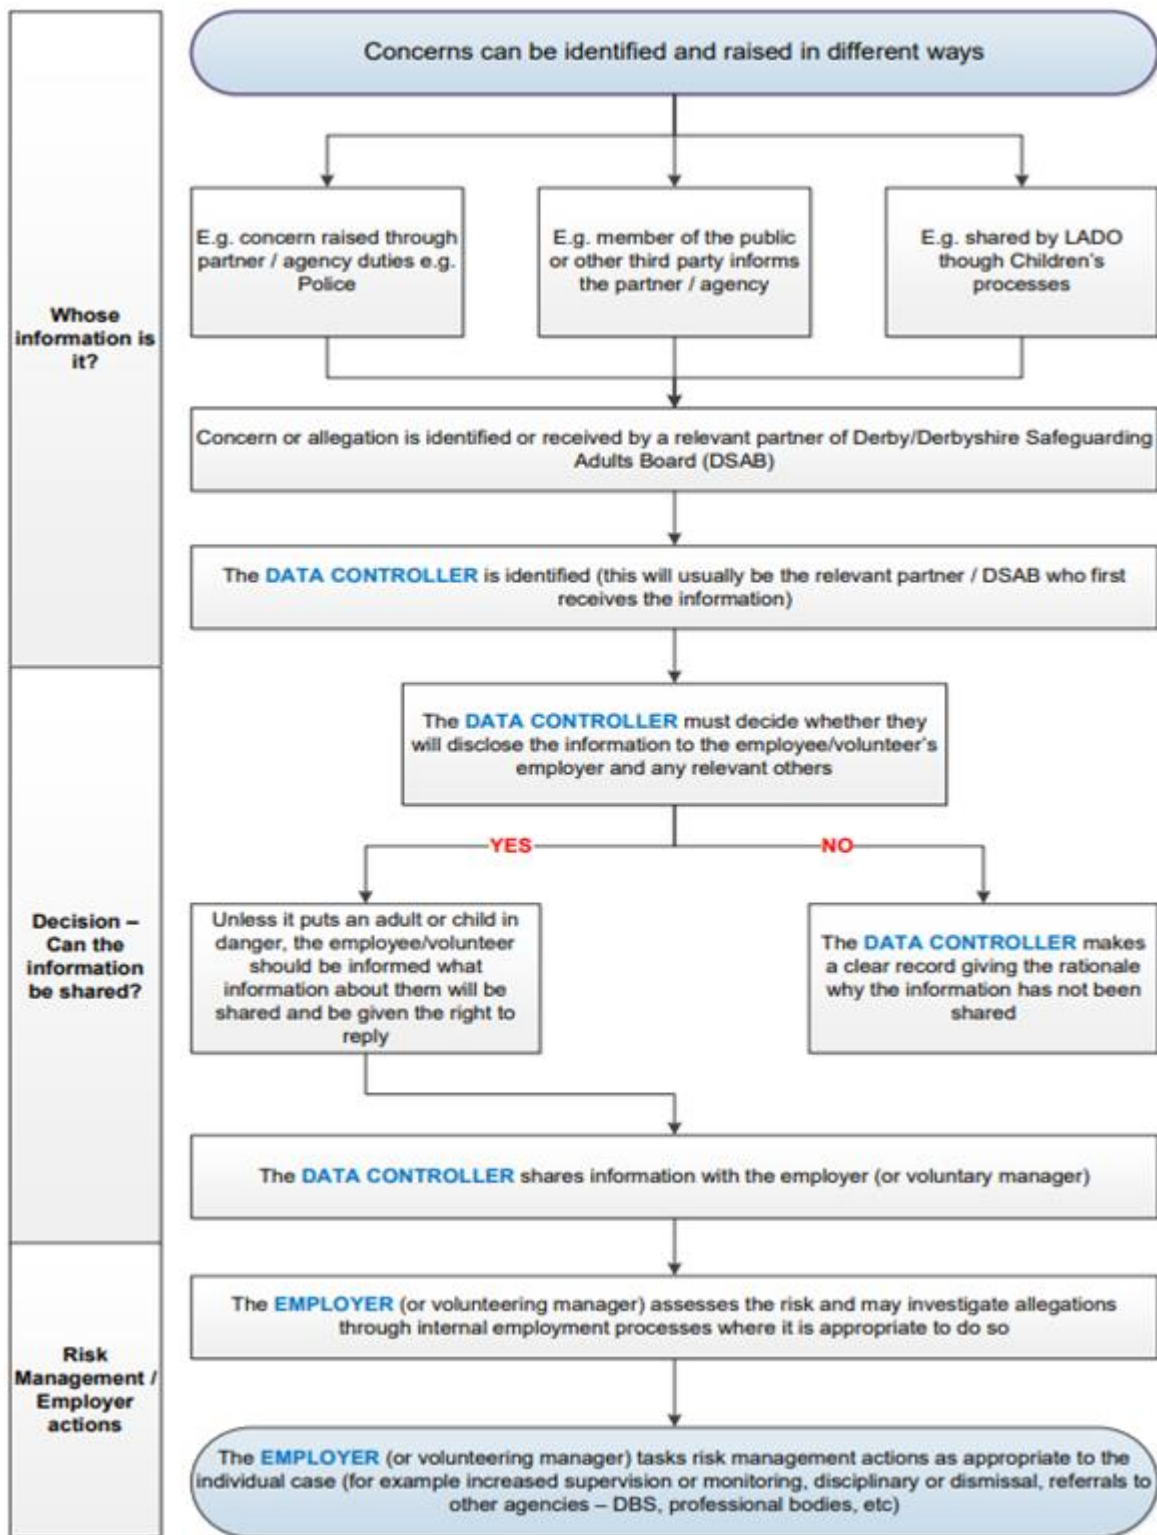 Concerns can be identified and raised in different ways
E.g. concern raised through
partner / agency duties e.g.
Police
E.g. member of the public
or other third party informs
the partner / agency
E.g. shared by LADO
though Children's
processes
Whose
information is
it?
Concern or allegation is identified or received by a relevant partner of Derby/Derbyshire Safeguarding
Adults Board (DSAB)
The DATA CONTROLLER is identified (this will usually be the relevant partner / DSAB who first
receives the information)
The DATA CONTROLLER must decide whether they
will disclose the information to the employee/volunteer's
employer and any relevant others
YES
NO
Decision –
Can the
information
be shared?
Unless it puts an adult or child in
danger, the employee/volunteer
should be informed what
information about them will be
shared and be given the right to
reply
The DATA CONTROLLER makes
a clear record giving the rationale
why the information has not been
shared
The DATA CONTROLLER shares information with the employer (or voluntary manager)
Risk
Management /
Employer
actions
The EMPLOYER (or volunteering manager) assesses the risk and may investigate allegations
through internal employment processes where it is appropriate to do so
The EMPLOYER (or volunteering manager) tasks risk management actions as appropriate to the
individual case (for example increased supervision or monitoring, disciplinary or dismissal, referrals to
other agencies – DBS, professional bodies, etc)